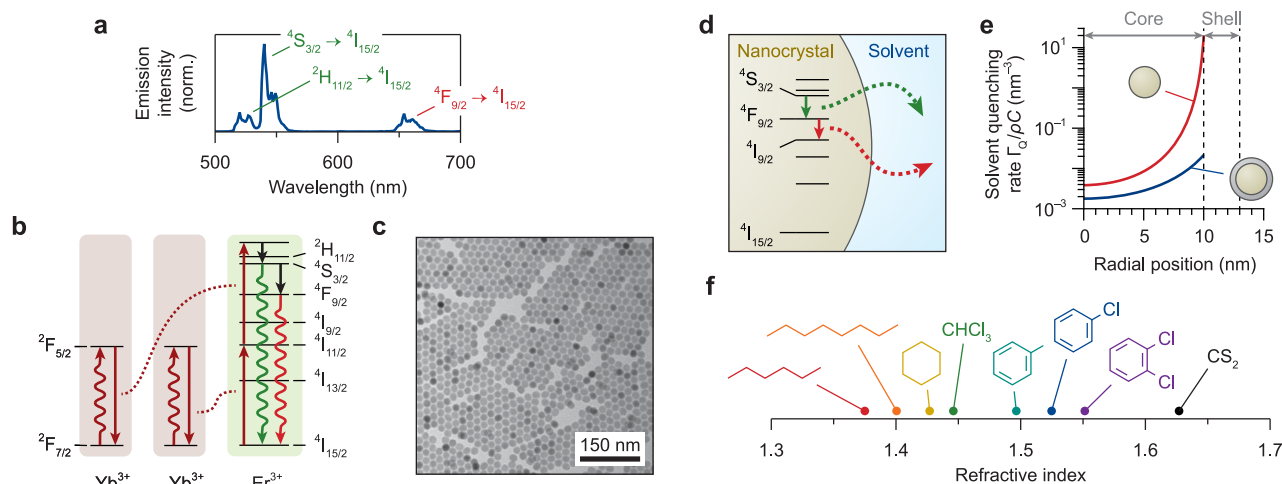 a
Emission
intensity
(norm.)
⁴S₃/₂ → ⁴I₁₅/₂
²H₁₁/₂ → ⁴I₁₅/₂
⁴F₉/₂ → ⁴I₁₅/₂
500
600
700
Wavelength (nm)
b
²F₅/₂
²F₇/₂
²H₁₁/₂
⁴S₃/₂
⁴F₉/₂
⁴I₉/₂
⁴I₁₁/₂
⁴I₁₃/₂
⁴I₁₅/₂
Yb³⁺
Yb³⁺
Er³⁺
c
150 nm
d
Nanocrystal
Solvent
⁴S₃/₂
⁴F₉/₂
⁴I₉/₂
⁴I₁₅/₂
e
Core
Shell
Solvent quenching
rate Γ_Q/ρC (nm⁻³)
10¹
10⁻¹
10⁻³
0
5
10
15
Radial position (nm)
f
CHCl₃
Cl
Cl
Cl
CS₂
1.3
1.4
1.5
1.6
1.7
Refractive index